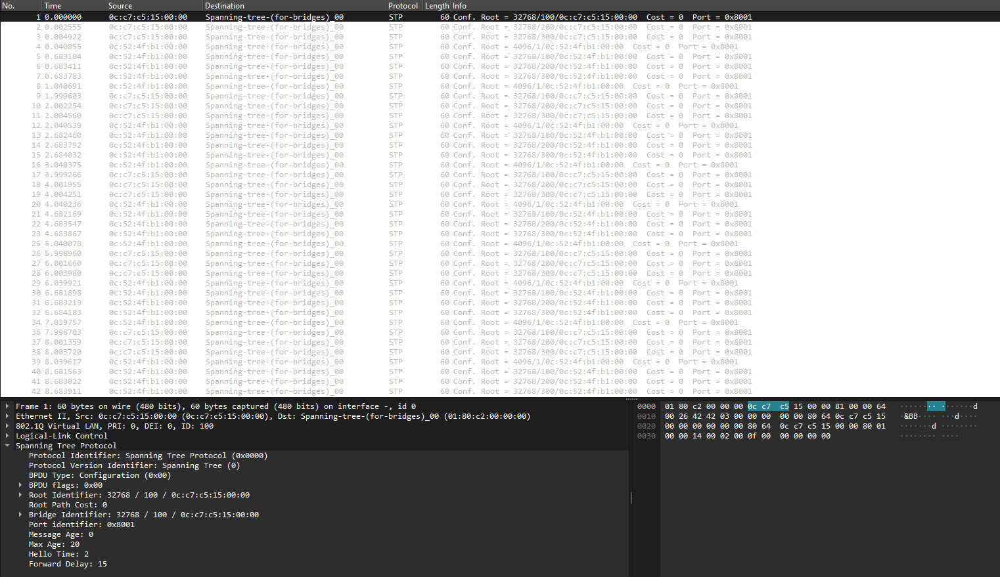 No. Time Source Destination Protocol Length Info
1 0.000000 0c:c7:c5:15:00:00 Spanning-tree-(for-bridges)_00 STP 60 Conf. Root = 32768/100/0c:c7:c5:15:00:00 Cost = 0 Port = 0x8001
2 0.002555 0c:c7:c5:15:00:00 Spanning-tree-(for-bridges)_00 STP 60 Conf. Root = 32768/200/0c:c7:c5:15:00:00 Cost = 0 Port = 0x8001
3 0.004922 0c:c7:c5:15:00:00 Spanning-tree-(for-bridges)_00 STP 60 Conf. Root = 32768/300/0c:c7:c5:15:00:00 Cost = 0 Port = 0x8001
4 0.040855 0c:52:4f:b1:00:00 Spanning-tree-(for-bridges)_00 STP 60 Conf. Root = 4096/1/0c:52:4f:b1:00:00 Cost = 0 Port = 0x8001
5 0.683104 0c:52:4f:b1:00:00 Spanning-tree-(for-bridges)_00 STP 60 Conf. Root = 32768/100/0c:52:4f:b1:00:00 Cost = 0 Port = 0x8001
6 0.683411 0c:52:4f:b1:00:00 Spanning-tree-(for-bridges)_00 STP 60 Conf. Root = 32768/200/0c:52:4f:b1:00:00 Cost = 0 Port = 0x8001
7 0.683783 0c:52:4f:b1:00:00 Spanning-tree-(for-bridges)_00 STP 60 Conf. Root = 32768/300/0c:52:4f:b1:00:00 Cost = 0 Port = 0x8001
8 1.040691 0c:52:4f:b1:00:00 Spanning-tree-(for-bridges)_00 STP 60 Conf. Root = 4096/1/0c:52:4f:b1:00:00 Cost = 0 Port = 0x8001
9 1.999603 0c:c7:c5:15:00:00 Spanning-tree-(for-bridges)_00 STP 60 Conf. Root = 32768/100/0c:c7:c5:15:00:00 Cost = 0 Port = 0x8001
10 2.002254 0c:c7:c5:15:00:00 Spanning-tree-(for-bridges)_00 STP 60 Conf. Root = 32768/200/0c:c7:c5:15:00:00 Cost = 0 Port = 0x8001
11 2.004560 0c:c7:c5:15:00:00 Spanning-tree-(for-bridges)_00 STP 60 Conf. Root = 32768/300/0c:c7:c5:15:00:00 Cost = 0 Port = 0x8001
12 2.040539 0c:52:4f:b1:00:00 Spanning-tree-(for-bridges)_00 STP 60 Conf. Root = 4096/1/0c:52:4f:b1:00:00 Cost = 0 Port = 0x8001
13 2.682460 0c:52:4f:b1:00:00 Spanning-tree-(for-bridges)_00 STP 60 Conf. Root = 32768/100/0c:52:4f:b1:00:00 Cost = 0 Port = 0x8001
14 2.683792 0c:52:4f:b1:00:00 Spanning-tree-(for-bridges)_00 STP 60 Conf. Root = 32768/200/0c:52:4f:b1:00:00 Cost = 0 Port = 0x8001
15 2.684032 0c:52:4f:b1:00:00 Spanning-tree-(for-bridges)_00 STP 60 Conf. Root = 32768/300/0c:52:4f:b1:00:00 Cost = 0 Port = 0x8001
16 3.040375 0c:52:4f:b1:00:00 Spanning-tree-(for-bridges)_00 STP 60 Conf. Root = 4096/1/0c:52:4f:b1:00:00 Cost = 0 Port = 0x8001
17 3.999266 0c:c7:c5:15:00:00 Spanning-tree-(for-bridges)_00 STP 60 Conf. Root = 32768/100/0c:c7:c5:15:00:00 Cost = 0 Port = 0x8001
18 4.001955 0c:c7:c5:15:00:00 Spanning-tree-(for-bridges)_00 STP 60 Conf. Root = 32768/200/0c:c7:c5:15:00:00 Cost = 0 Port = 0x8001
19 4.004251 0c:c7:c5:15:00:00 Spanning-tree-(for-bridges)_00 STP 60 Conf. Root = 32768/300/0c:c7:c5:15:00:00 Cost = 0 Port = 0x8001
20 4.040236 0c:52:4f:b1:00:00 Spanning-tree-(for-bridges)_00 STP 60 Conf. Root = 4096/1/0c:52:4f:b1:00:00 Cost = 0 Port = 0x8001
21 4.682169 0c:52:4f:b1:00:00 Spanning-tree-(for-bridges)_00 STP 60 Conf. Root = 32768/100/0c:52:4f:b1:00:00 Cost = 0 Port = 0x8001
22 4.683547 0c:52:4f:b1:00:00 Spanning-tree-(for-bridges)_00 STP 60 Conf. Root = 32768/200/0c:52:4f:b1:00:00 Cost = 0 Port = 0x8001
23 4.683867 0c:52:4f:b1:00:00 Spanning-tree-(for-bridges)_00 STP 60 Conf. Root = 32768/300/0c:52:4f:b1:00:00 Cost = 0 Port = 0x8001
25 5.040078 0c:52:4f:b1:00:00 Spanning-tree-(for-bridges)_00 STP 60 Conf. Root = 4096/1/0c:52:4f:b1:00:00 Cost = 0 Port = 0x8001
26 5.998960 0c:c7:c5:15:00:00 Spanning-tree-(for-bridges)_00 STP 60 Conf. Root = 32768/100/0c:c7:c5:15:00:00 Cost = 0 Port = 0x8001
27 6.001660 0c:c7:c5:15:00:00 Spanning-tree-(for-bridges)_00 STP 60 Conf. Root = 32768/200/0c:c7:c5:15:00:00 Cost = 0 Port = 0x8001
28 6.003980 0c:c7:c5:15:00:00 Spanning-tree-(for-bridges)_00 STP 60 Conf. Root = 32768/300/0c:c7:c5:15:00:00 Cost = 0 Port = 0x8001
29 6.039921 0c:52:4f:b1:00:00 Spanning-tree-(for-bridges)_00 STP 60 Conf. Root = 4096/1/0c:52:4f:b1:00:00 Cost = 0 Port = 0x8001
30 6.681898 0c:52:4f:b1:00:00 Spanning-tree-(for-bridges)_00 STP 60 Conf. Root = 32768/100/0c:52:4f:b1:00:00 Cost = 0 Port = 0x8001
31 6.683219 0c:52:4f:b1:00:00 Spanning-tree-(for-bridges)_00 STP 60 Conf. Root = 32768/200/0c:52:4f:b1:00:00 Cost = 0 Port = 0x8001
32 6.684183 0c:52:4f:b1:00:00 Spanning-tree-(for-bridges)_00 STP 60 Conf. Root = 32768/300/0c:52:4f:b1:00:00 Cost = 0 Port = 0x8001
34 7.039757 0c:52:4f:b1:00:00 Spanning-tree-(for-bridges)_00 STP 60 Conf. Root = 4096/1/0c:52:4f:b1:00:00 Cost = 0 Port = 0x8001
36 7.998703 0c:c7:c5:15:00:00 Spanning-tree-(for-bridges)_00 STP 60 Conf. Root = 32768/100/0c:c7:c5:15:00:00 Cost = 0 Port = 0x8001
37 8.001359 0c:c7:c5:15:00:00 Spanning-tree-(for-bridges)_00 STP 60 Conf. Root = 32768/200/0c:c7:c5:15:00:00 Cost = 0 Port = 0x8001
38 8.003720 0c:c7:c5:15:00:00 Spanning-tree-(for-bridges)_00 STP 60 Conf. Root = 32768/300/0c:c7:c5:15:00:00 Cost = 0 Port = 0x8001
39 8.039617 0c:52:4f:b1:00:00 Spanning-tree-(for-bridges)_00 STP 60 Conf. Root = 4096/1/0c:52:4f:b1:00:00 Cost = 0 Port = 0x8001
40 8.681563 0c:52:4f:b1:00:00 Spanning-tree-(for-bridges)_00 STP 60 Conf. Root = 32768/100/0c:52:4f:b1:00:00 Cost = 0 Port = 0x8001
41 8.683022 0c:52:4f:b1:00:00 Spanning-tree-(for-bridges)_00 STP 60 Conf. Root = 32768/200/0c:52:4f:b1:00:00 Cost = 0 Port = 0x8001
42 8.683911 0c:52:4f:b1:00:00 Spanning-tree-(for-bridges)_00 STP 60 Conf. Root = 32768/300/0c:52:4f:b1:00:00 Cost = 0 Port = 0x8001
Frame 1: 60 bytes on wire (480 bits), 60 bytes captured (480 bits) on interface -, id 0
Ethernet II, Src: 0c:c7:c5:15:00:00 (0c:c7:c5:15:00:00), Dst: Spanning-tree-(for-bridges)_00 (01:80:c2:00:00:00)
802.1Q Virtual LAN, PRI: 0, DEI: 0, ID: 100
Logical-Link Control
Spanning Tree Protocol
Protocol Identifier: Spanning Tree Protocol (0x0000)
Protocol Version Identifier: Spanning Tree (0)
BPDU Type: Configuration (0x00)
BPDU flags: 0x00
Root Identifier: 32768 / 100 / 0c:c7:c5:15:00:00
Root Path Cost: 0
Bridge Identifier: 32768 / 100 / 0c:c7:c5:15:00:00
Port identifier: 0x8001
Message Age: 0
Max Age: 20
Hello Time: 2
Forward Delay: 15
0000 01 80 c2 00 00 00 0c c7 c5 15 00 00 81 00 00 64 ·······​·······d
0010 00 26 42 42 03 00 00 00 00 00 80 64 0c c7 c5 15 ·&BB·······d····
0020 00 00 00 00 00 00 80 64 0c c7 c5 15 00 00 80 01 ·······d········
0030 00 00 14 00 02 00 0f 00 00 00 00 00 ········ ····